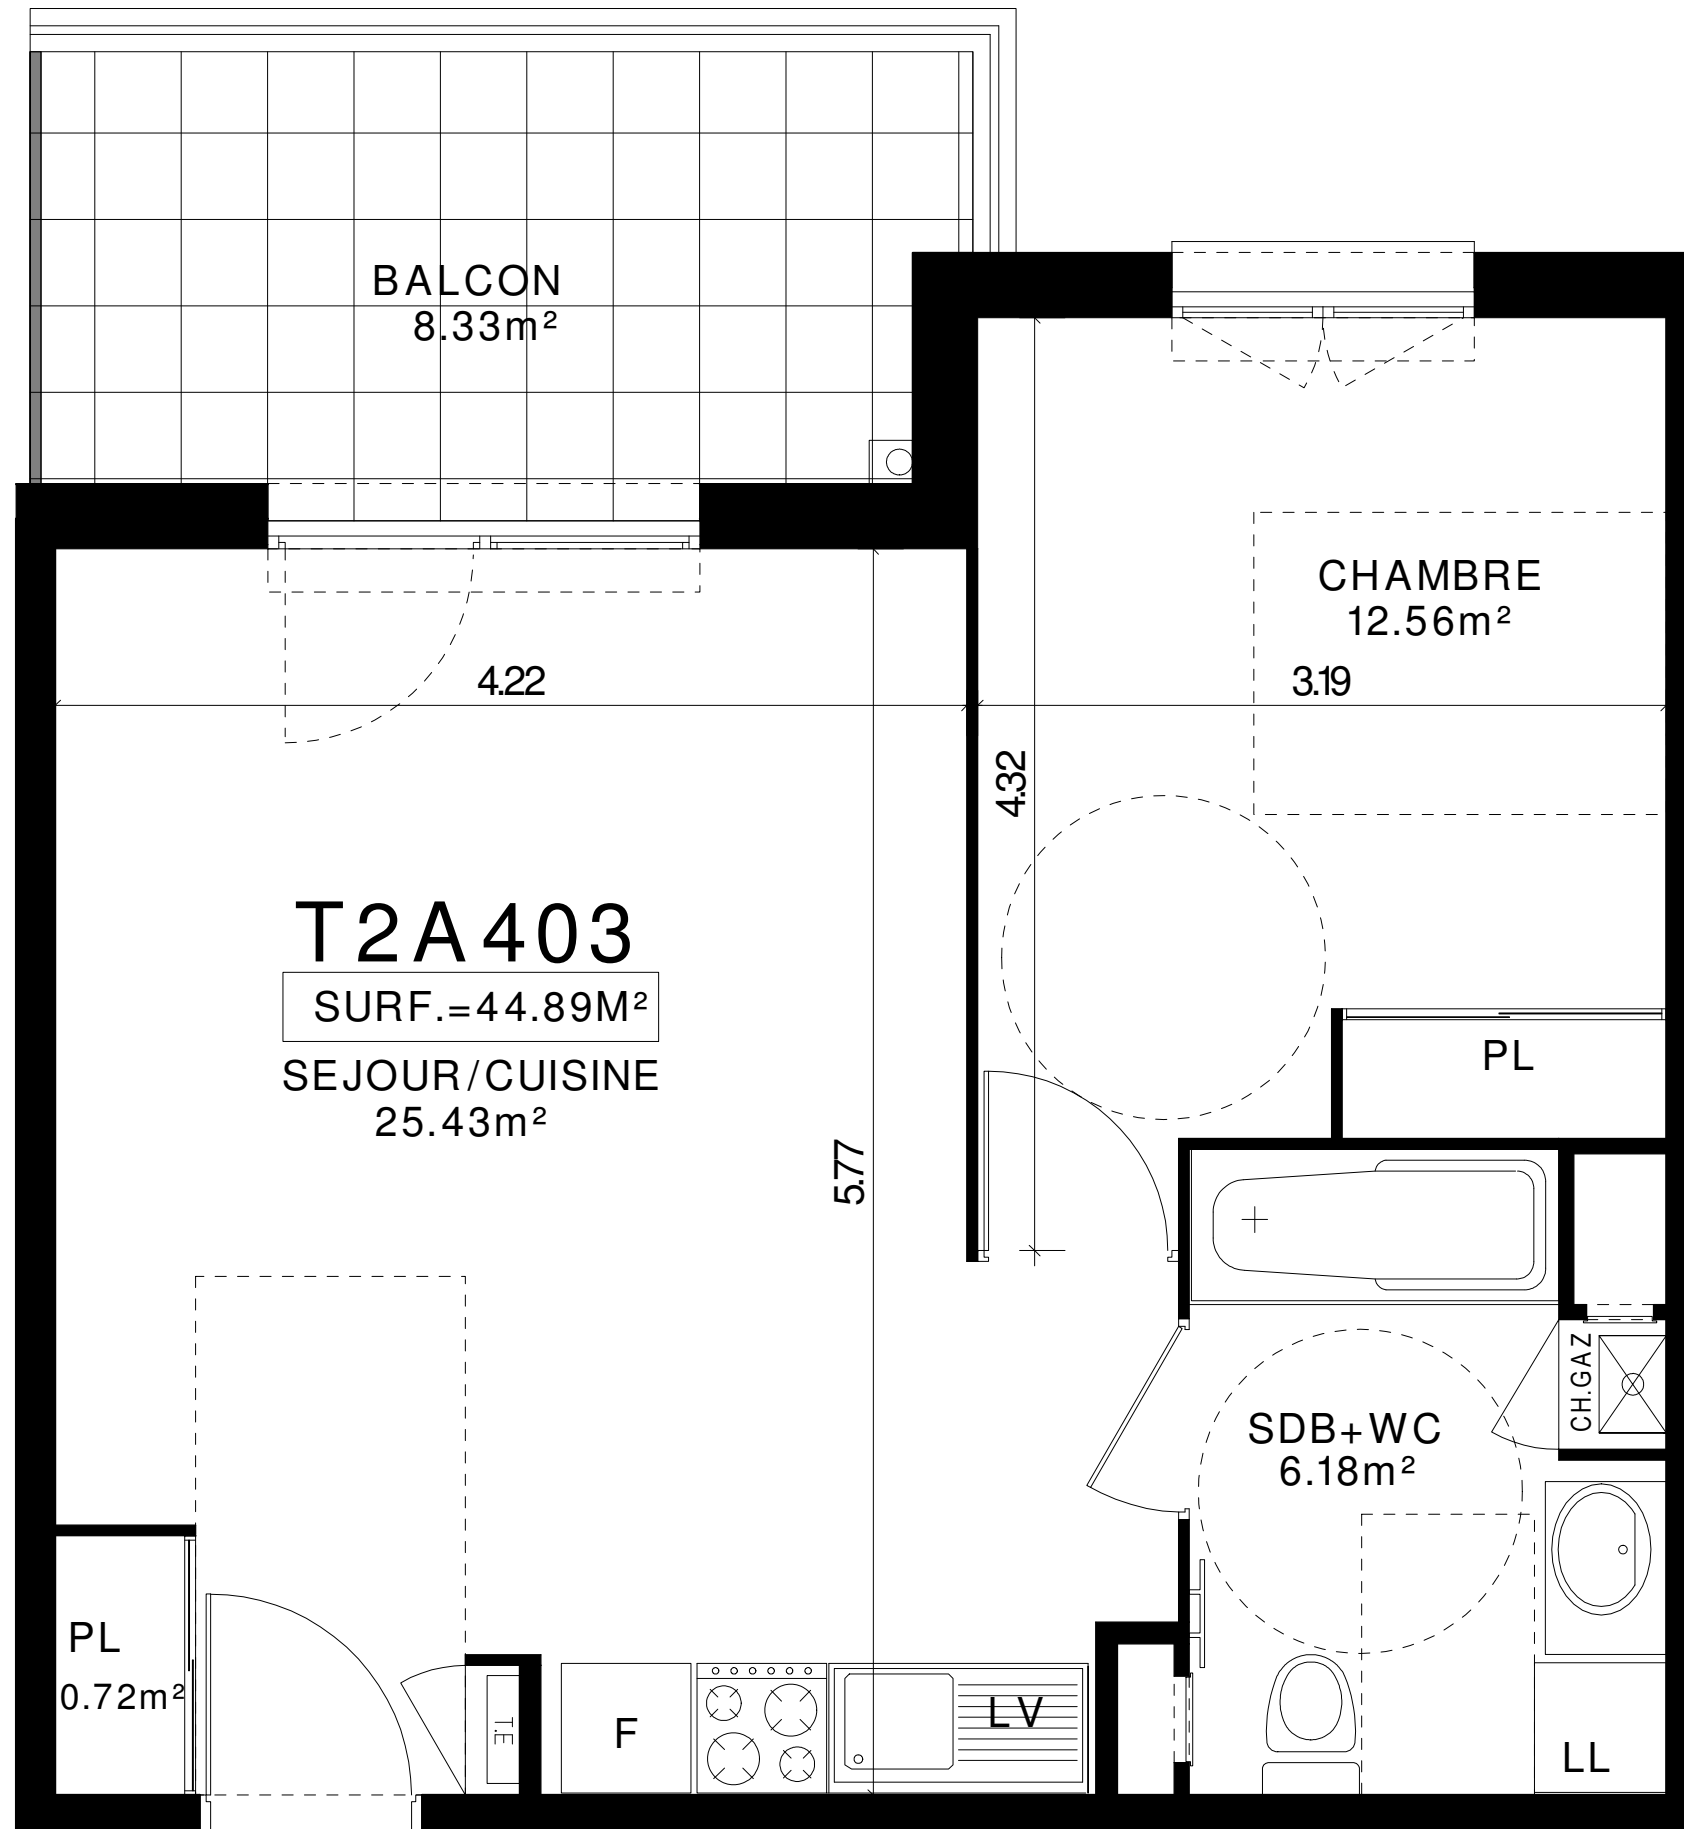 BALCON
8.33m²
CHAMBRE
12.56m²
4.22
3.19
4.32
T2A403
SURF.=44.89M²
SEJOUR/CUISINE
25.43m²
PL
5.77
CH.GAZ
SDB+WC
6.18m²
PL
0.72m²
T.E
F
LV
LL